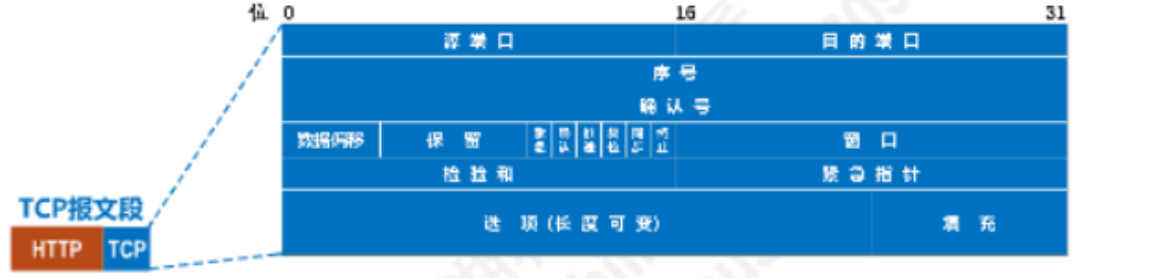 位 0 16 31
源端口 目的端口
序号
确认号
数据偏移 保留 紧急 确认 推送 复位 同步 终止 窗口
检验和 紧急指针
选项(长度可变) 填充
TCP报文段
HTTP TCP